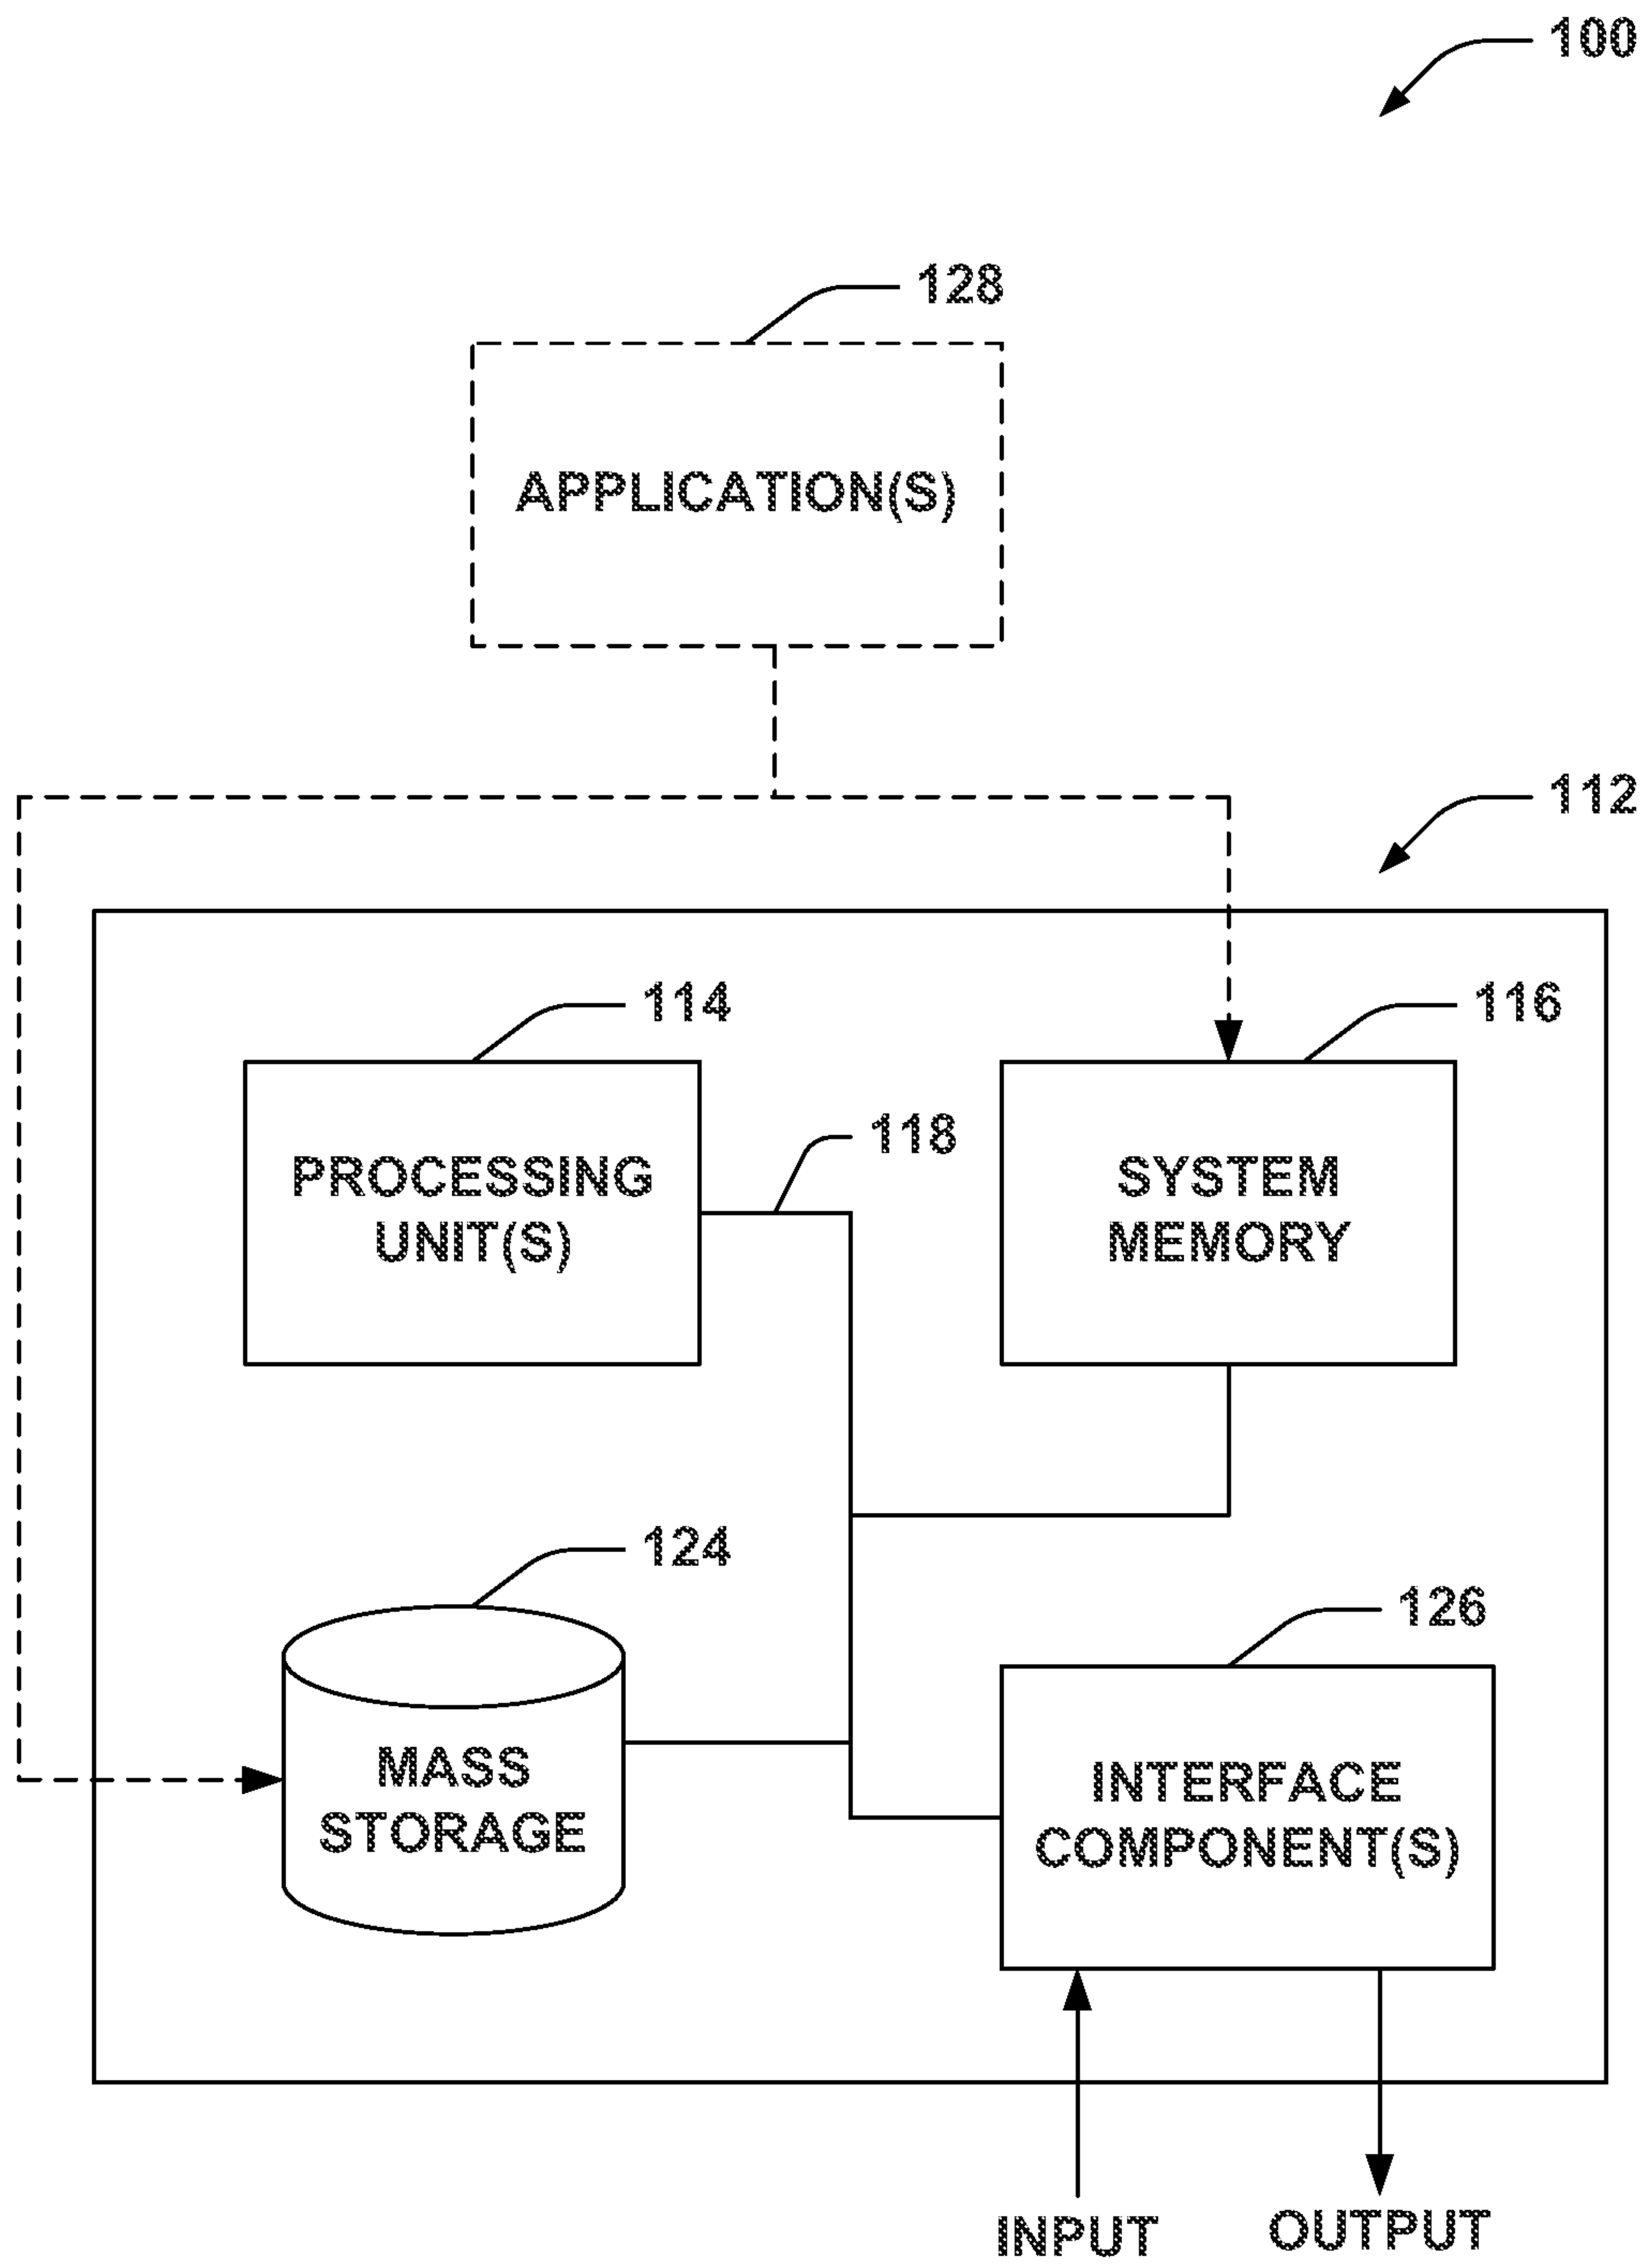 100
128
APPLICATION(S)
112
114
116
118
PROCESSING
UNIT(S)
SYSTEM
MEMORY
124
126
MASS
STORAGE
INTERFACE
COMPONENT(S)
INPUT
OUTPUT